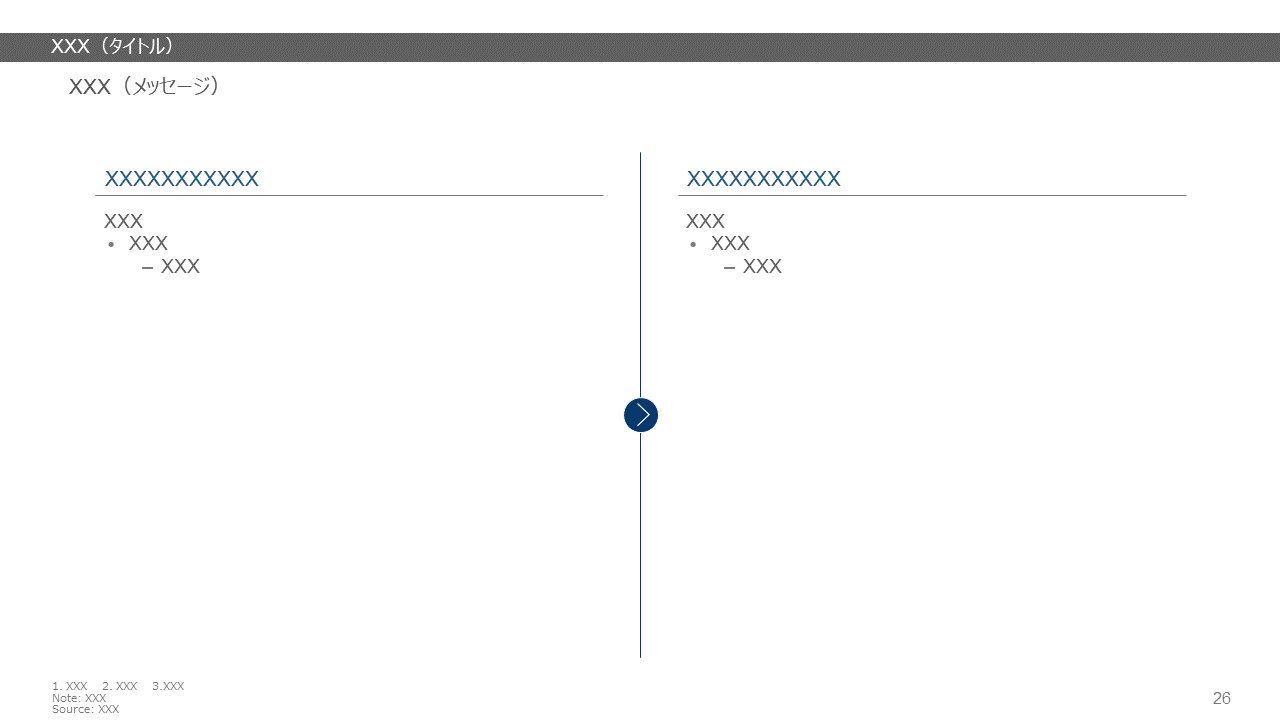 XXX（タイトル）
XXX（メッセージ）
XXXXXXXXXXX
XXX
• XXX
– XXX
XXXXXXXXXXX
XXX
• XXX
– XXX
1. XXX 2. XXX 3.XXX
Note: XXX
Source: XXX
26